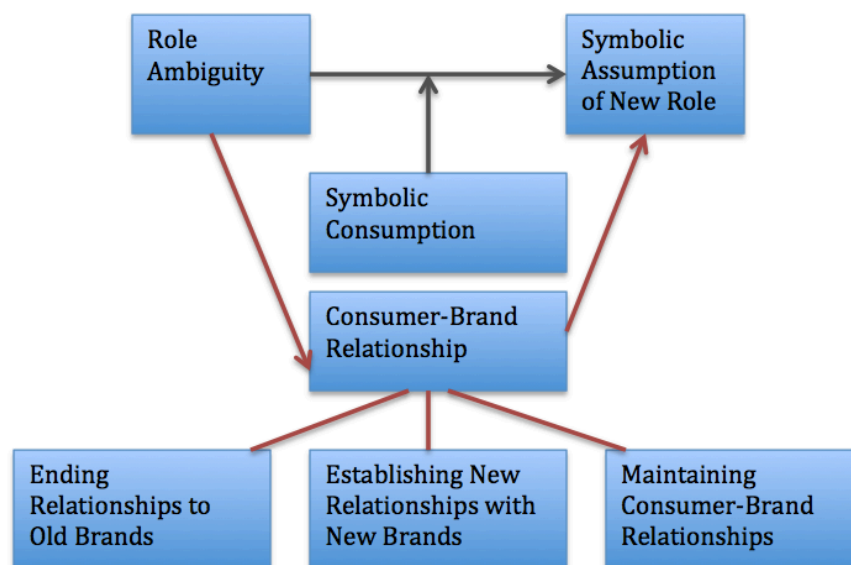 Role
Ambiguity
Symbolic
Assumption
of New Role
Symbolic
Consumption
Consumer-Brand
Relationship
Ending
Relationships to
Old Brands
Establishing New
Relationships with
New Brands
Maintaining
Consumer-Brand
Relationships